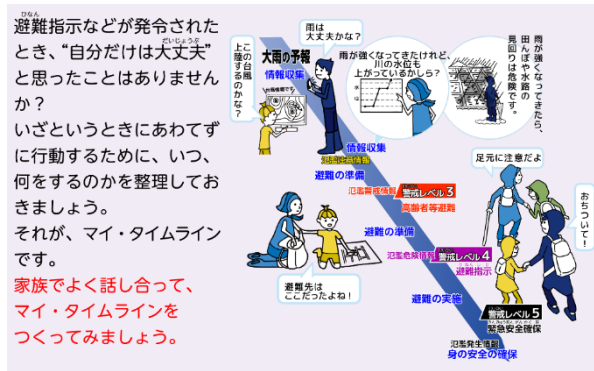 避難指示などが発令された
ひなん
とき、“自分だけは大丈夫”
だいじょうぶ
と思ったことはありません
か？
いざというときにあわてず
に行動するために、いつ、
何をするのかを整理してお
きましょう。
それが、マイ・タイムライン
です。
家族でよく話し合って、
マイ・タイムラインを
つくってみましょう。
この台風
上陸するのかな？
大雨の予報
情報収集
雨は
大丈夫かな？
雨が強くなってきたけれど、
川の水位も
上がっているかしら？
雨が強くなってきたら、
田んぼや水路の
見回りは危険です。
情報収集
氾濫注意情報
避難の準備
氾濫警戒情報
警戒レベル 3
高齢者等避難
足元に注意だよ
避難の準備
氾濫危険情報
警戒レベル 4
避難指示
おちついて！
避難先は
ここだったよね！
避難の実施
警戒レベル 5
緊急安全確保
氾濫発生情報
身の安全の確保